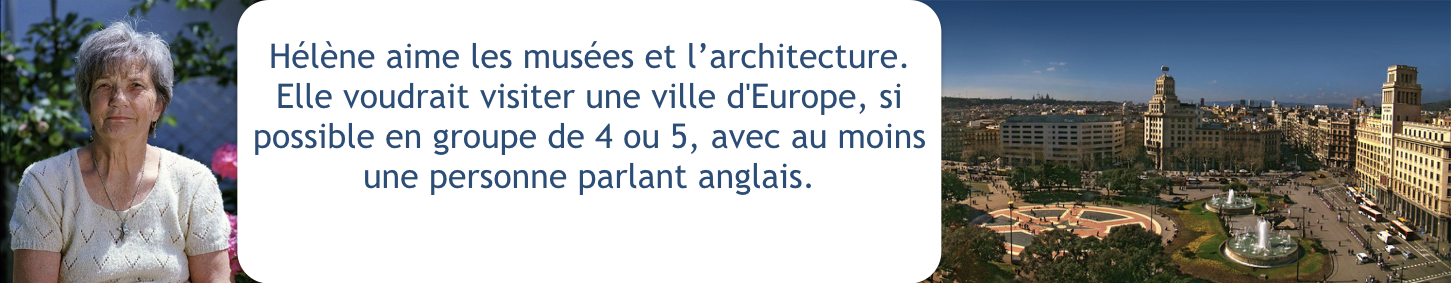 Hélène aime les musées et l’architecture.
Elle voudrait visiter une ville d'Europe, si
possible en groupe de 4 ou 5, avec au moins
une personne parlant anglais.